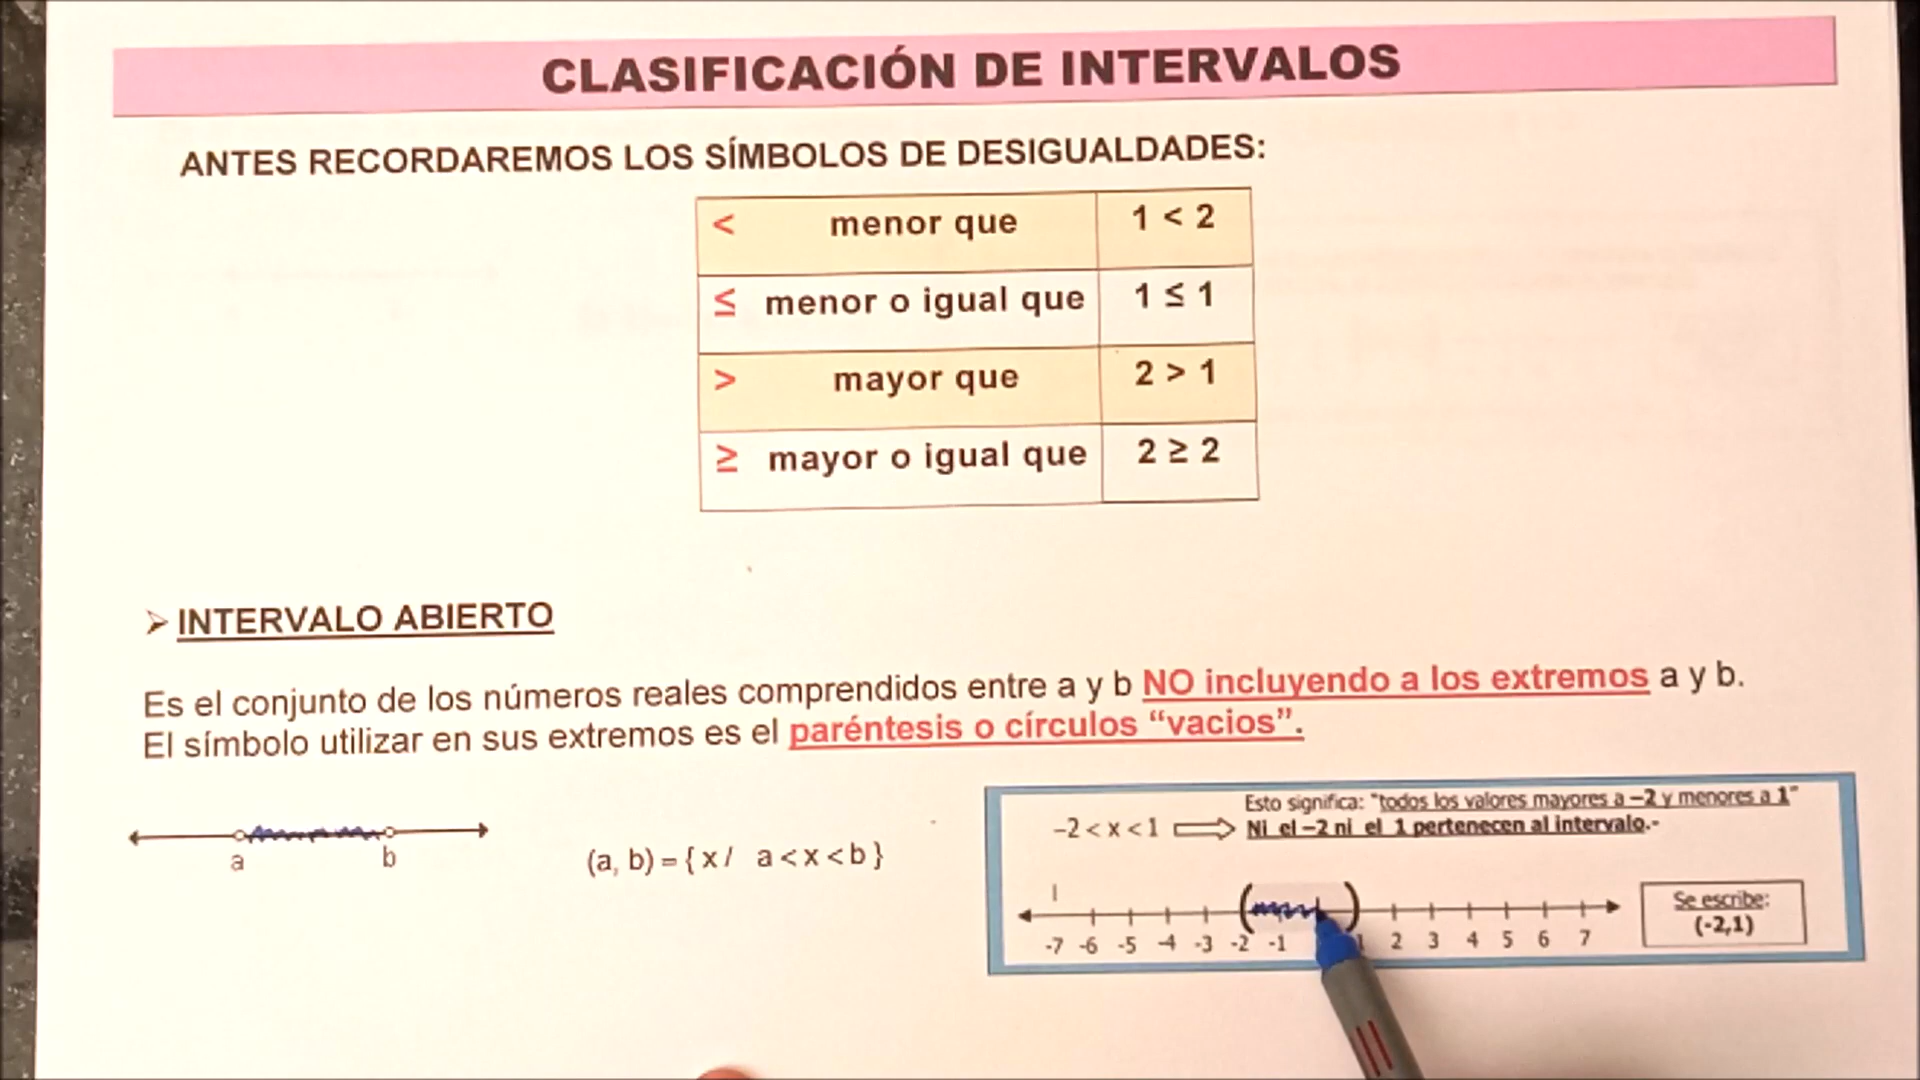 CLASIFICACIÓN DE INTERVALOS
ANTES RECORDAREMOS LOS SÍMBOLOS DE DESIGUALDADES:
< menor que 1 < 2
≤ menor o igual que 1 ≤ 1
> mayor que 2 > 1
≥ mayor o igual que 2 ≥ 2
➢ INTERVALO ABIERTO
Es el conjunto de los números reales comprendidos entre a y b NO incluyendo a los extremos a y b.
El símbolo utilizar en sus extremos es el paréntesis o círculos “vacios”.
a b
(a, b) = { x / a < x < b }
Esto significa: "todos los valores mayores a –2 y menores a 1"
-2 < x < 1 Ni el –2 ni el 1 pertenecen al intervalo.-
( )
-7 -6 -5 -4 -3 -2 -1 1 2 3 4 5 6 7
Se escribe:
(-2,1)